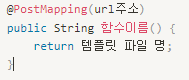 @PostMapping(url주소)
public String 함수이름() {
    return 템플릿 파일 명;
}